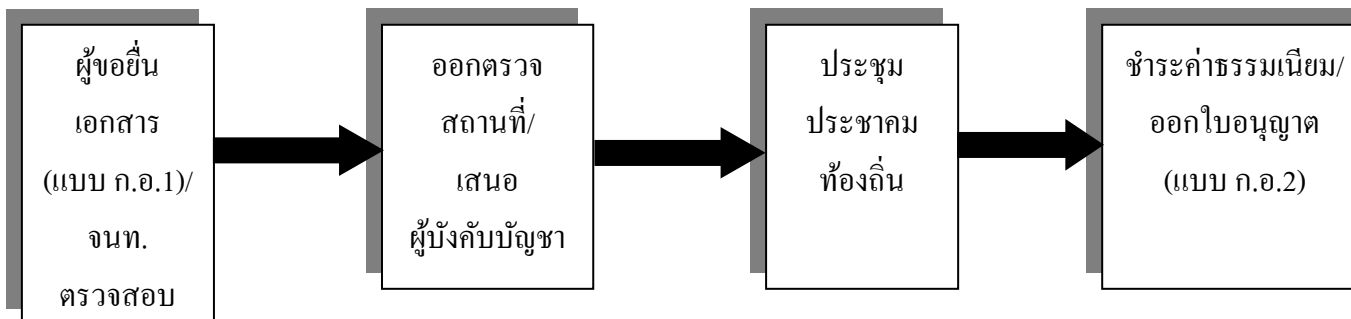 ผู้ขอยื่น
เอกสาร
(แบบ ก.อ.1)/
จนท.
ตรวจสอบ
ออกตรวจ
สถานที่/
เสนอ
ผู้บังคับบัญชา
ประชุม
ประชาคม
ท้องถิ่น
ชำระค่าธรรมเนียม/
ออกใบอนุญาต
(แบบ ก.อ.2)